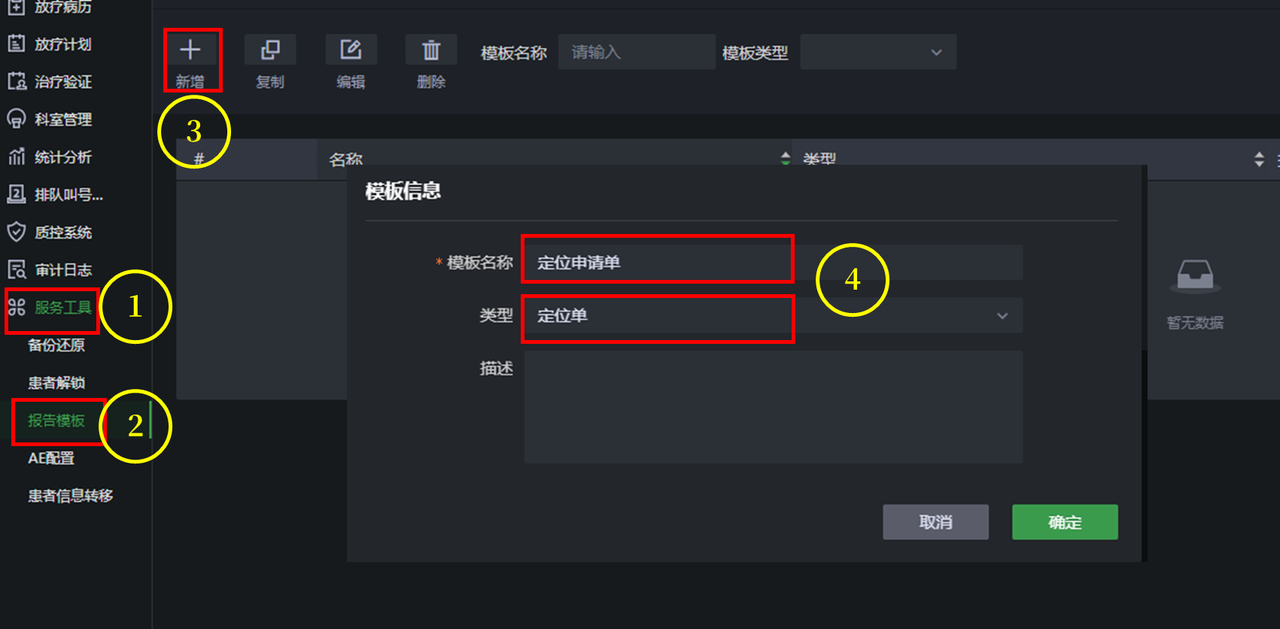 放疗病历
放疗计划
治疗验证
科室管理
统计分析
排队叫号...
质控系统
审计日志
服务工具
1
备份还原
患者解锁
报告模板
2
AE配置
患者信息转移
新增
复制
编辑
删除
模板名称
请输入
模板类型
3
#
名称
类型
模板信息
* 模板名称
定位申请单
4
类型
定位单
描述
取消
确定
暂无数据